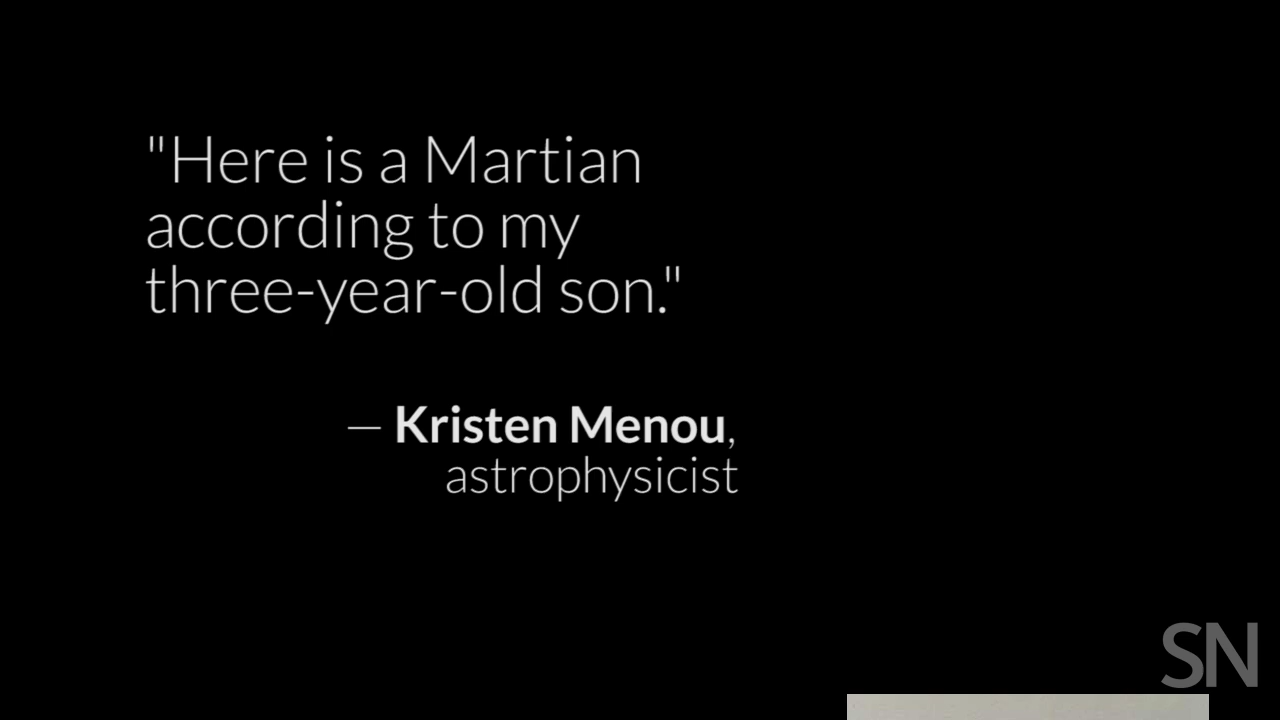 "Here is a Martian
according to my
three-year-old son."
— Kristen Menou,
astrophysicist
SN